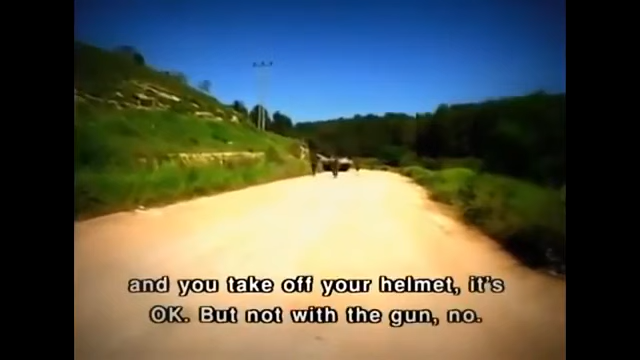 and you take off your helmet, it's
OK. But not with the gun, no.